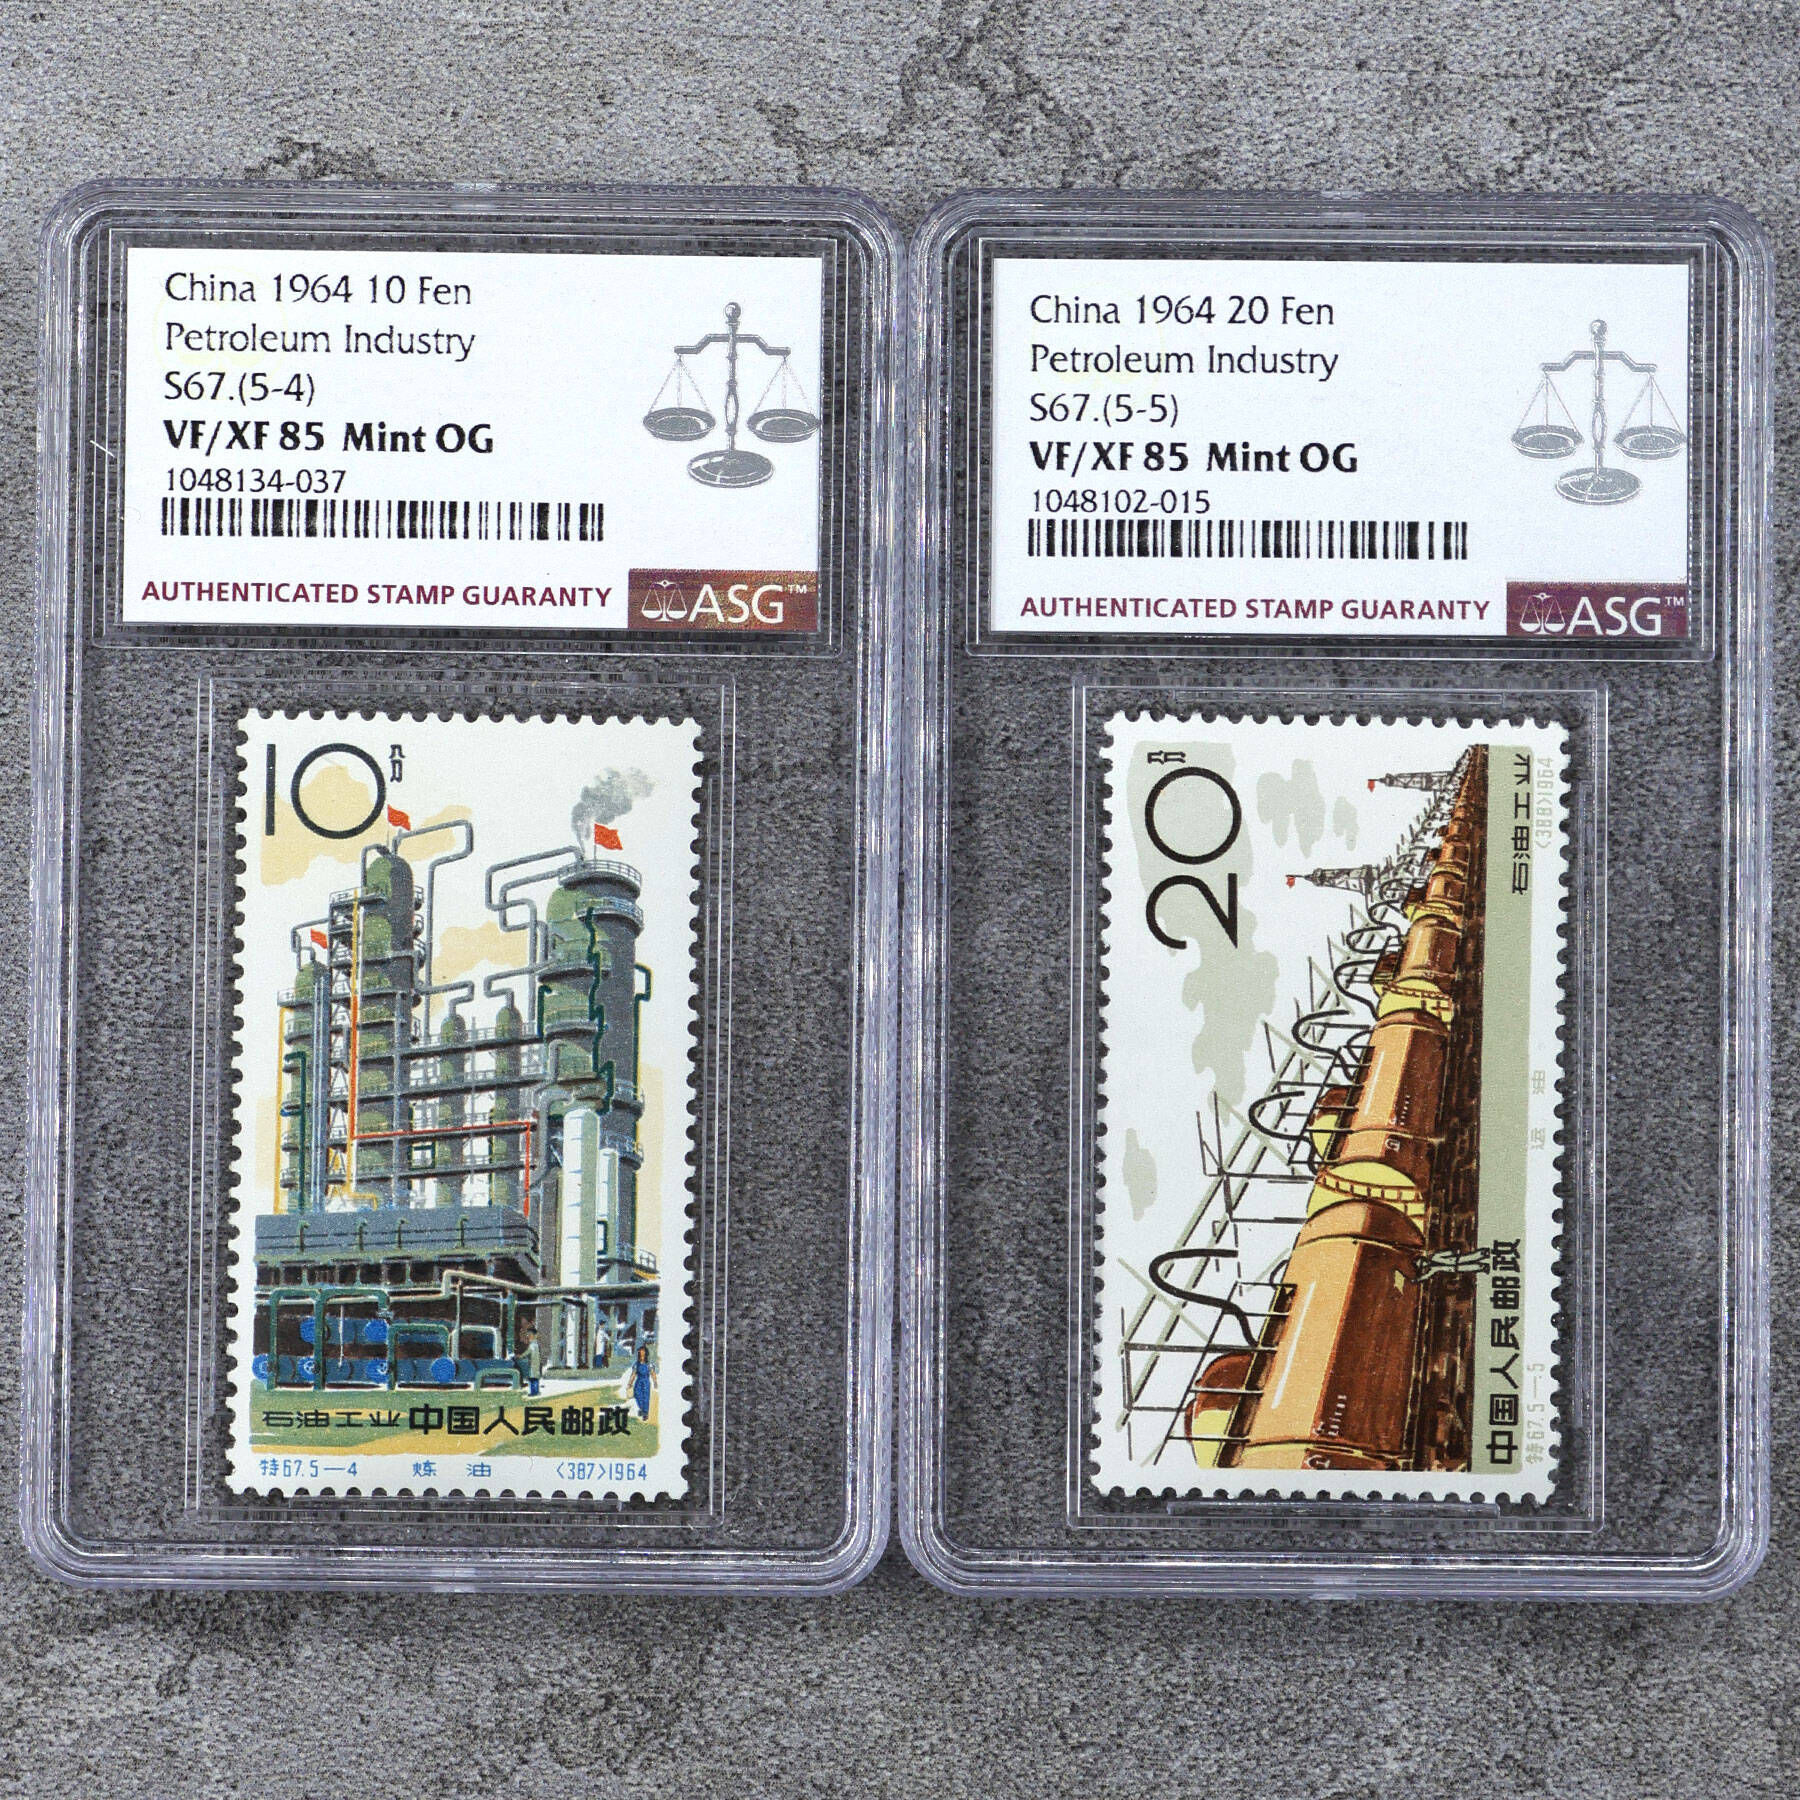 China 1964 10 Fen
Petroleum Industry
S67.(5-4)
VF/XF 85 Mint OG
1048134-037
AUTHENTICATED STAMP GUARANTY
ASG™
10分
石油工业 中国人民邮政
特67.5—4 炼油 〈387〉1964
China 1964 20 Fen
Petroleum Industry
S67.(5-5)
VF/XF 85 Mint OG
1048102-015
AUTHENTICATED STAMP GUARANTY
ASG™
20分
中国人民邮政 石油工业
特67.5—5 运油 〈388〉1964